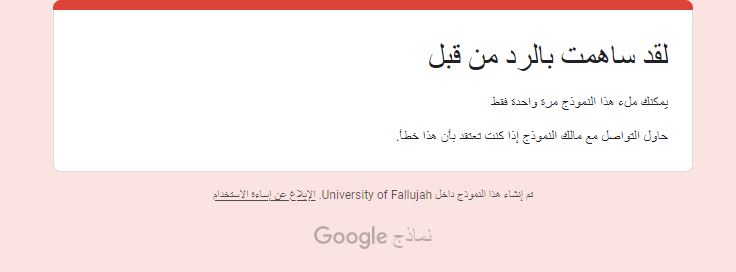 لقد ساهمت بالرد من قبل
يمكنك ملء هذا النموذج مرة واحدة فقط
حاول التواصل مع مالك النموذج إذا كنت تعتقد بأن هذا خطأ.
تم إنشاء هذا النموذج داخل University of Fallujah. الإبلاغ عن إساءة الاستخدام
نماذج Google